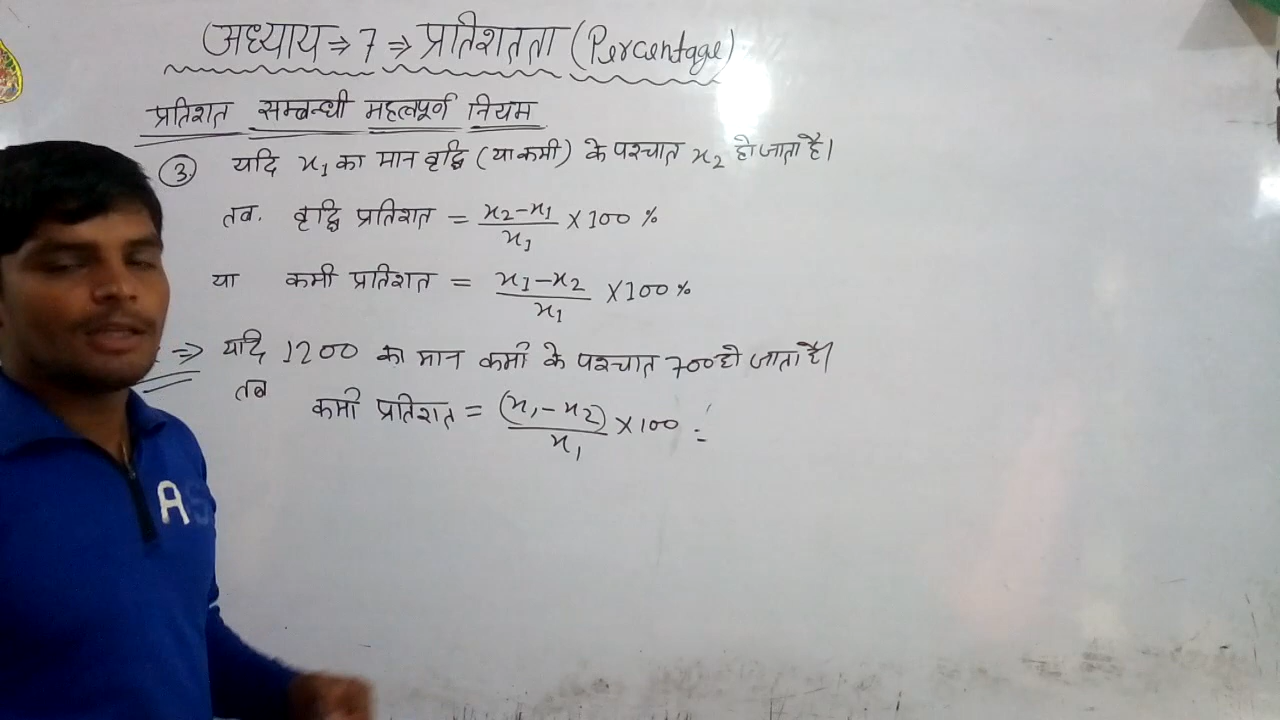 अध्याय ⇒ 7 ⇒ प्रतिशतता (Percentage)
प्रतिशत सम्बन्धी महत्वपूर्ण नियम
3. यदि x₁ का मान वृद्धि (या कमी) के पश्चात x₂ हो जाता है।
तब. वृद्धि प्रतिशत = (x₂-x₁)/x₁ × 100 %
या कमी प्रतिशत = (x₁-x₂)/x₁ × 100 %
⇒ यदि 1200 का मान कमी के पश्चात 700 हो जाता है।
तब
कमी प्रतिशत = (x₁-x₂)/x₁ × 100 =
A